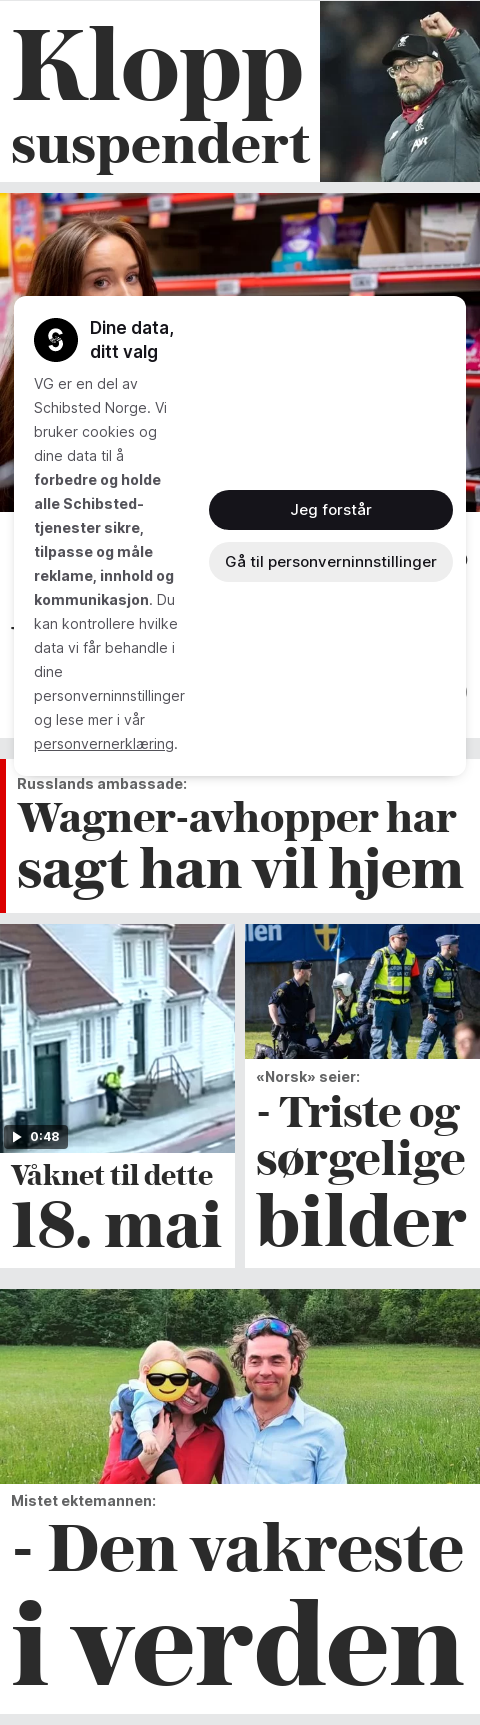 Klopp
suspendert
Dine data,
ditt valg
VG er en del av
Schibsted Norge. Vi
bruker cookies og
dine data til å
forbedre og holde
alle Schibsted-
tjenester sikre,
tilpasse og måle
reklame, innhold og
kommunikasjon. Du
kan kontrollere hvilke
data vi får behandle i
dine
personverninnstillinger
og lese mer i vår
personvernerklæring.
Jeg forstår
Gå til personverninnstillinger
Russlands ambassade:
Wagner-avhopper har
sagt han vil hjem
0:48
Våknet til dette
18. mai
«Norsk» seier:
- Triste og
sørgelige
bilder
Mistet ektemannen:
- Den vakreste
i verden